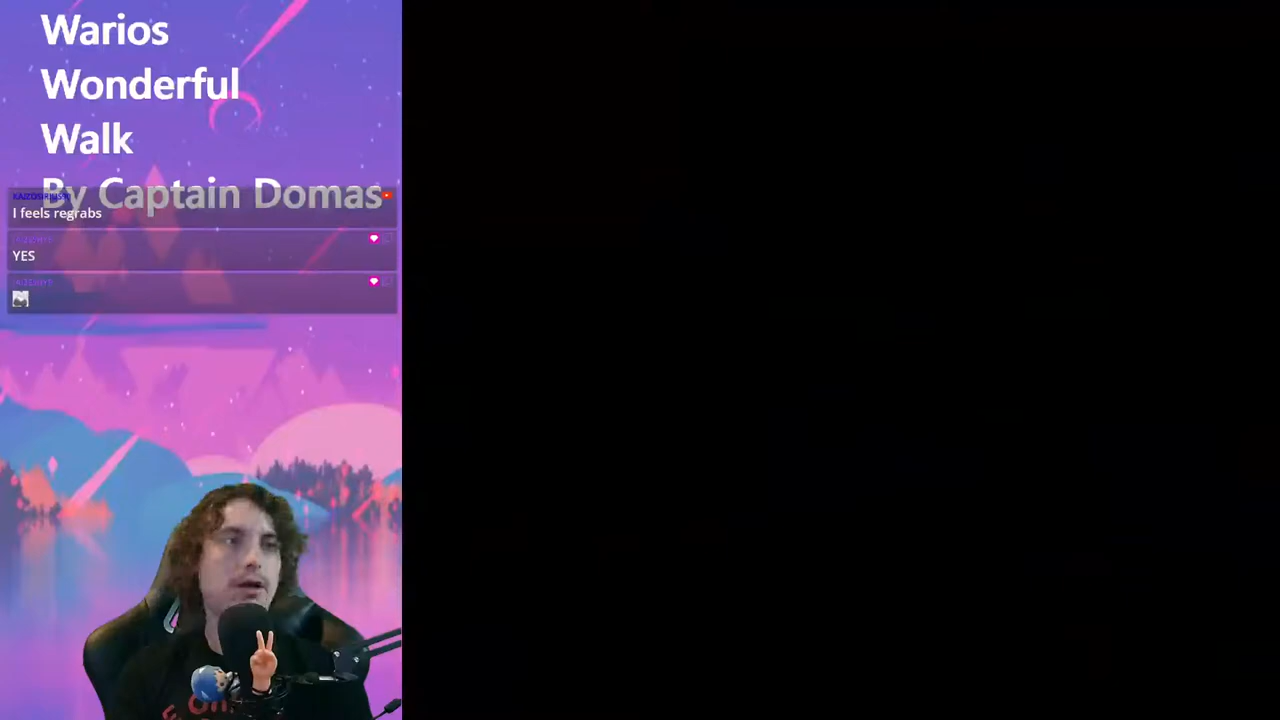 Warios
Wonderful
Walk
By Captain Domas
I feels regrabs
YES